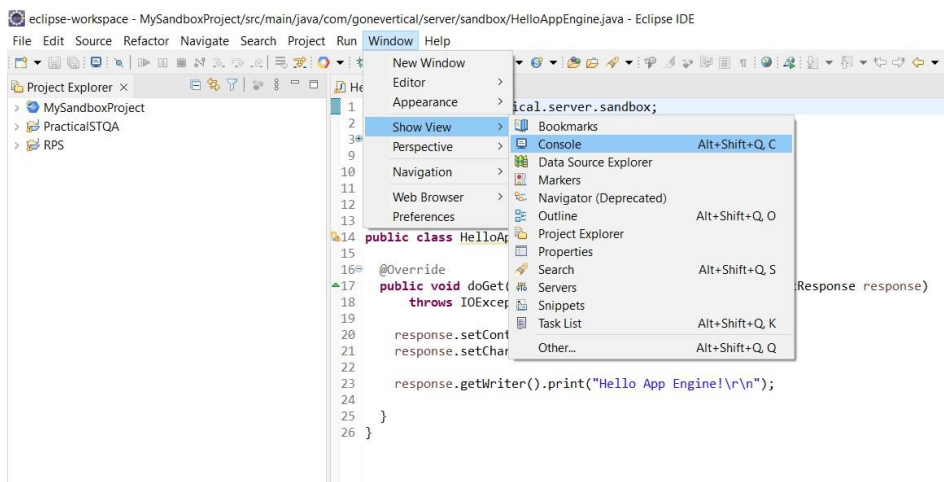 eclipse-workspace - MySandboxProject/src/main/java/com/gonevertical/server/sandbox/HelloAppEngine.java - Eclipse IDE
File Edit Source Refactor Navigate Search Project Run Window Help
Project Explorer
MySandboxProject
PracticalSTQA
RPS
New Window
Editor
Appearance
Show View
Perspective
Navigation
Web Browser
Preferences
Bookmarks
Console Alt+Shift+Q, C
Data Source Explorer
Markers
Navigator (Deprecated)
Outline Alt+Shift+Q, O
Project Explorer
Properties
Search Alt+Shift+Q, S
Servers
Snippets
Task List Alt+Shift+Q, K
Other... Alt+Shift+Q, Q
He
1 ical.server.sandbox;
2
3
9
10
11
12
13
14 public class HelloAp
15
16 @Override
17 public void doGet( tResponse response)
18 throws IOExcep
19
20 response.setCont
21 response.setChar
22
23 response.getWriter().print("Hello App Engine!\r\n");
24
25 }
26 }